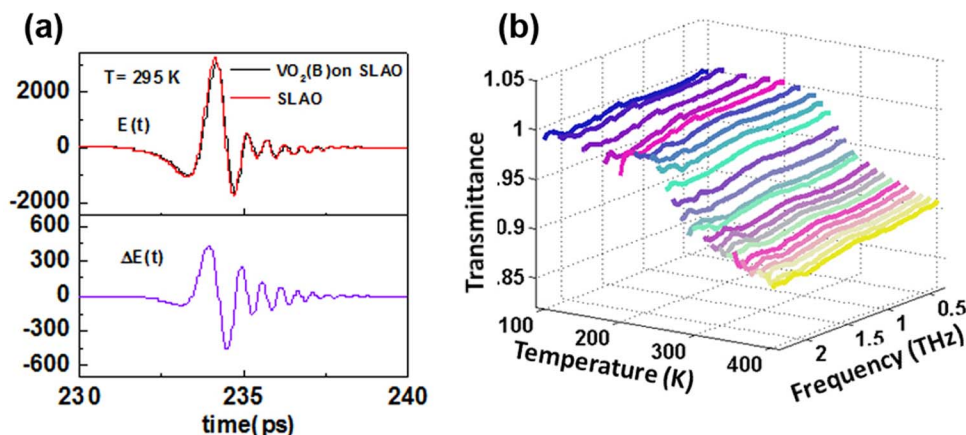 (a)
T = 295 K
VO2(B) on SLAO
SLAO
E(t)
2000
0
-2000
600
300
0
-300
-600
ΔE(t)
230
235
240
time(ps)
(b)
1.05
1
.95
.9
.85
Transmittance
100
200
300
400
Temperature (K)
2
1.5
1
0.5
Frequency (THz)